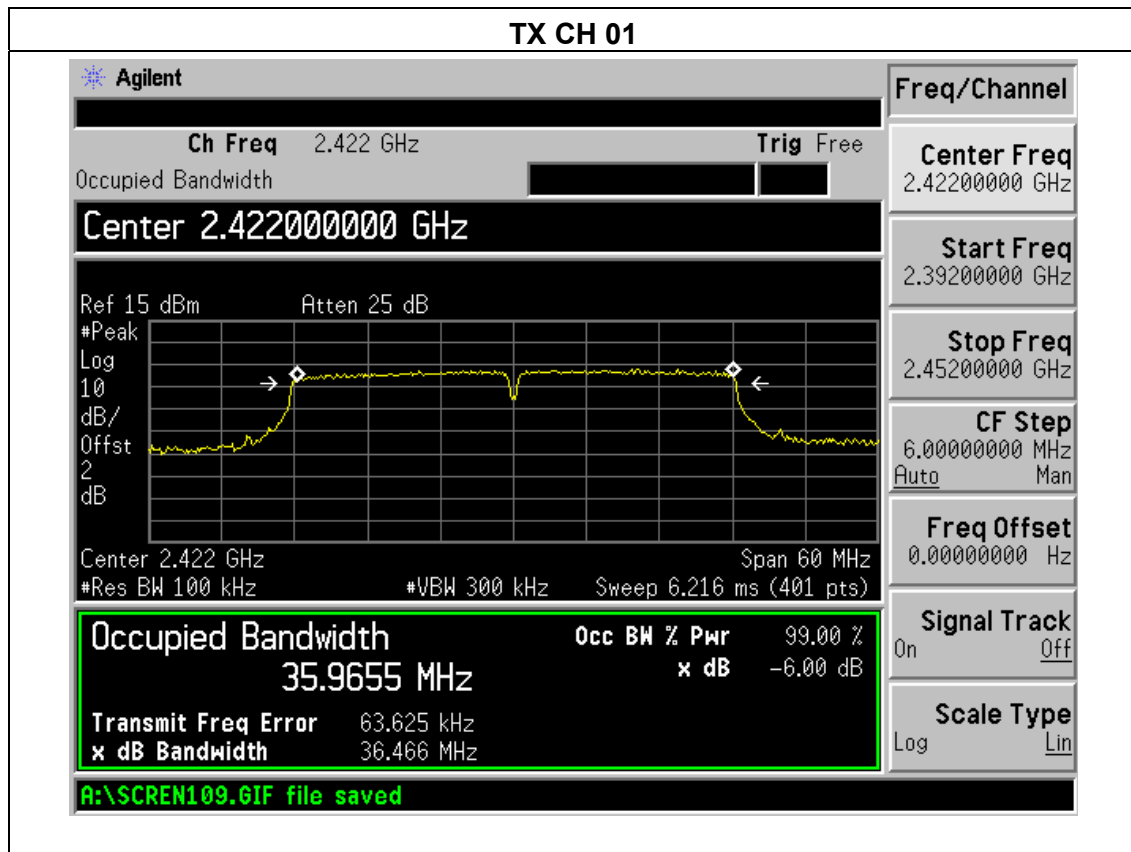 TX CH 01
Agilent
Ch Freq 2.422 GHz Trig Free
Occupied Bandwidth
Center 2.422000000 GHz
Ref 15 dBm Atten 25 dB
#Peak
Log
10
dB/
Offst
2
dB
Center 2.422 GHz Span 60 MHz
#Res BW 100 kHz #VBW 300 kHz Sweep 6.216 ms (401 pts)
Occupied Bandwidth Occ BW % Pwr 99.00 %
35.9655 MHz x dB -6.00 dB
Transmit Freq Error 63.625 kHz
x dB Bandwidth 36.466 MHz
A:\SCREN109.GIF file saved
Freq/Channel
Center Freq
2.42200000 GHz
Start Freq
2.39200000 GHz
Stop Freq
2.45200000 GHz
CF Step
6.00000000 MHz
Auto Man
Freq Offset
0.00000000 Hz
Signal Track
On Off
Scale Type
Log Lin